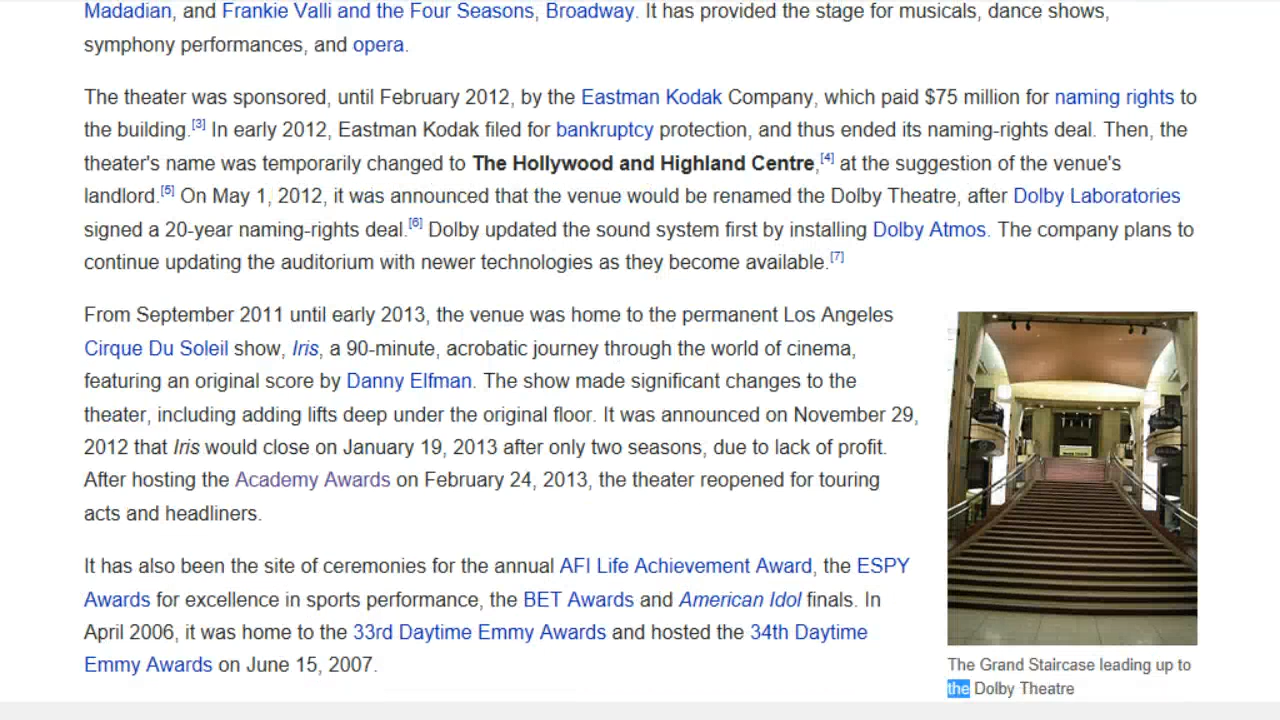 Madadian, and Frankie Valli and the Four Seasons, Broadway. It has provided the stage for musicals, dance shows,
symphony performances, and opera.
The theater was sponsored, until February 2012, by the Eastman Kodak Company, which paid $75 million for naming rights to
the building.[3] In early 2012, Eastman Kodak filed for bankruptcy protection, and thus ended its naming-rights deal. Then, the
theater's name was temporarily changed to The Hollywood and Highland Centre,[4] at the suggestion of the venue's
landlord.[5] On May 1, 2012, it was announced that the venue would be renamed the Dolby Theatre, after Dolby Laboratories
signed a 20-year naming-rights deal.[6] Dolby updated the sound system first by installing Dolby Atmos. The company plans to
continue updating the auditorium with newer technologies as they become available.[7]
From September 2011 until early 2013, the venue was home to the permanent Los Angeles
Cirque Du Soleil show, Iris, a 90-minute, acrobatic journey through the world of cinema,
featuring an original score by Danny Elfman. The show made significant changes to the
theater, including adding lifts deep under the original floor. It was announced on November 29,
2012 that Iris would close on January 19, 2013 after only two seasons, due to lack of profit.
After hosting the Academy Awards on February 24, 2013, the theater reopened for touring
acts and headliners.
It has also been the site of ceremonies for the annual AFI Life Achievement Award, the ESPY
Awards for excellence in sports performance, the BET Awards and American Idol finals. In
April 2006, it was home to the 33rd Daytime Emmy Awards and hosted the 34th Daytime
Emmy Awards on June 15, 2007.
The Grand Staircase leading up to
the Dolby Theatre